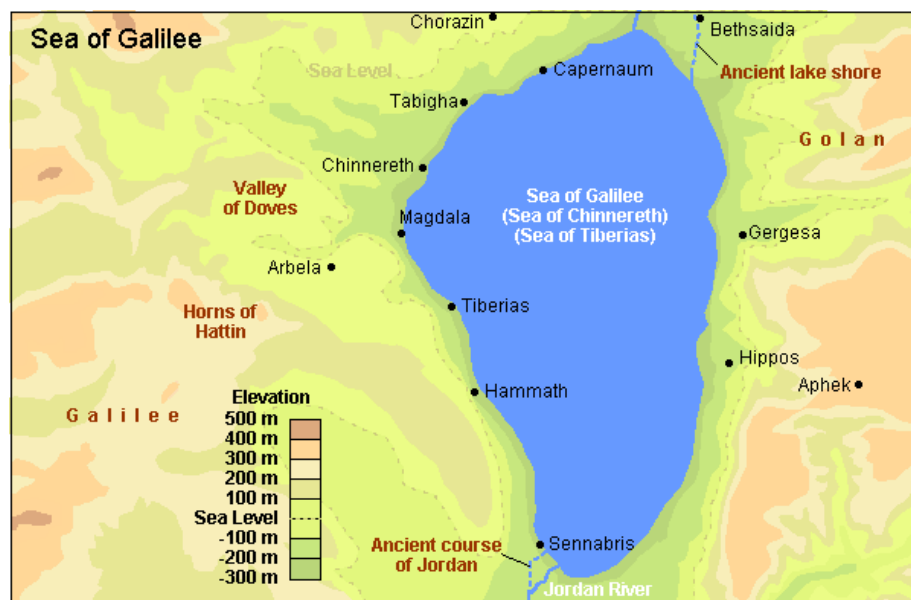 Sea of Galilee
Chorazin
Bethsaida
Sea Level
Capernaum
Ancient lake shore
Tabigha
Golan
Chinnereth
Valley
of Doves
Sea of Galilee
(Sea of Chinnereth)
(Sea of Tiberias)
Magdala
Gergesa
Arbela
Horns of
Hattin
Tiberias
Hippos
Aphek
Hammath
Galilee
Elevation
500 m
400 m
300 m
200 m
100 m
Sea Level
-100 m
-200 m
-300 m
Ancient course
of Jordan
Sennabris
Jordan River